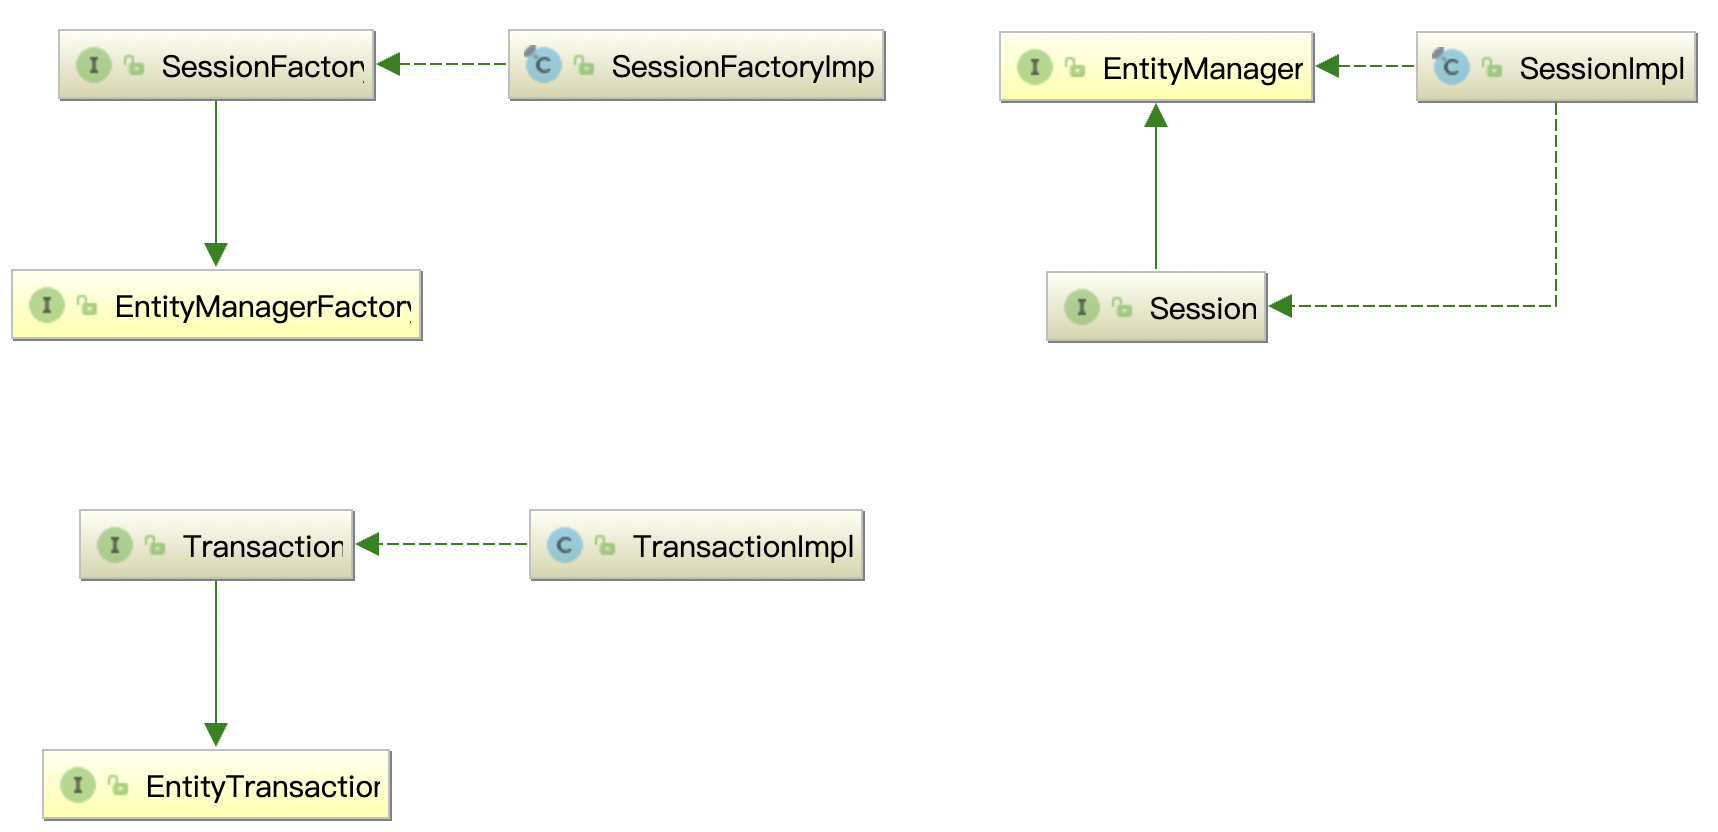 I SessionFactory
C SessionFactoryImp
I EntityManager
C SessionImpl
I EntityManagerFactory
I Session
I Transaction
C TransactionImpl
I EntityTransaction